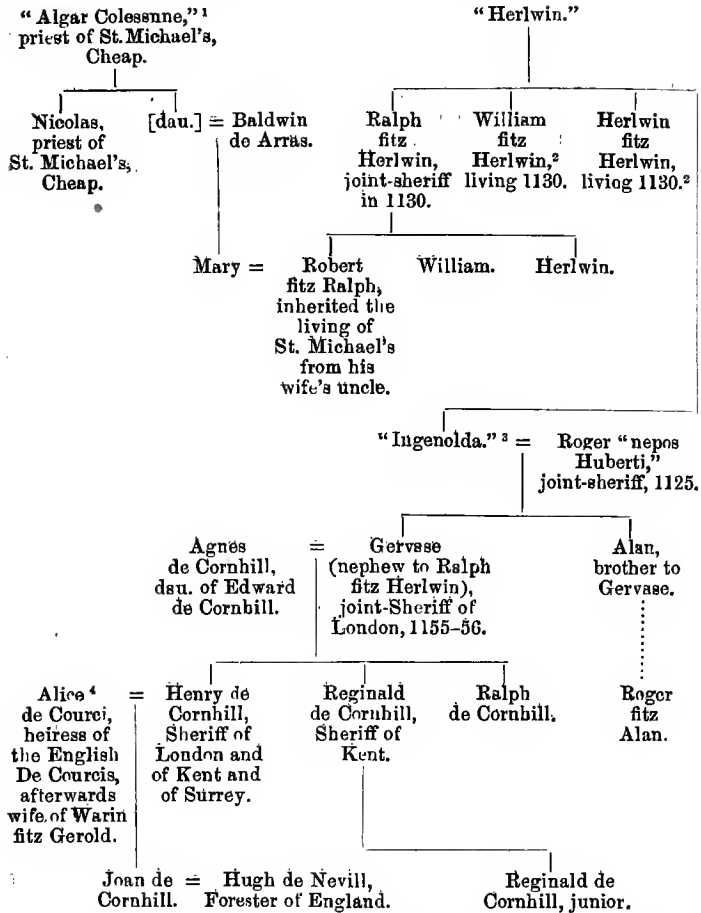 “ Algar Colessune,” 1
priest of St. Michael's,
Cheap.
“ Herlwin.”
Nicolas,
priest of
St. Michael's,
Cheap.
[dau.] = Baldwin
de Arras.
Ralph
fitz
Herlwin,
joint-sheriff
in 1130.
William
fitz
Herlwin,2
living 1130.
Herlwin
fitz
Herlwin,
living 1130.2
Mary =
Robert
fitz Ralph,
inherited the
living of
St. Michael's
from his
wife's uncle.
William.
Herlwin.
“ Ingenolda.” 3 =
Roger “ nepos
Huberti,”
joint-sheriff, 1125.
Agnes
de Cornhill,
dau. of Edward
de Cornhill.
=
Gervase
(nephew to Ralph
fitz Herlwin),
joint-Sheriff of
London, 1155–56.
Alan,
brother to
Gervase.
Alice 4
de Courci,
heiress of
the English
De Courcis,
afterwards
wife of Warin
fitz Gerold.
=
Henry de
Cornhill,
Sheriff of
London and
of Kent and
of Surrey.
Reginald
de Cornhill,
Sheriff of
Kent.
Ralph
de Cornhill.
Roger
fitz
Alan.
Joan de
Cornhill.
=
Hugh de Nevill,
Forester of England.
Reginald de
Cornhill, junior.